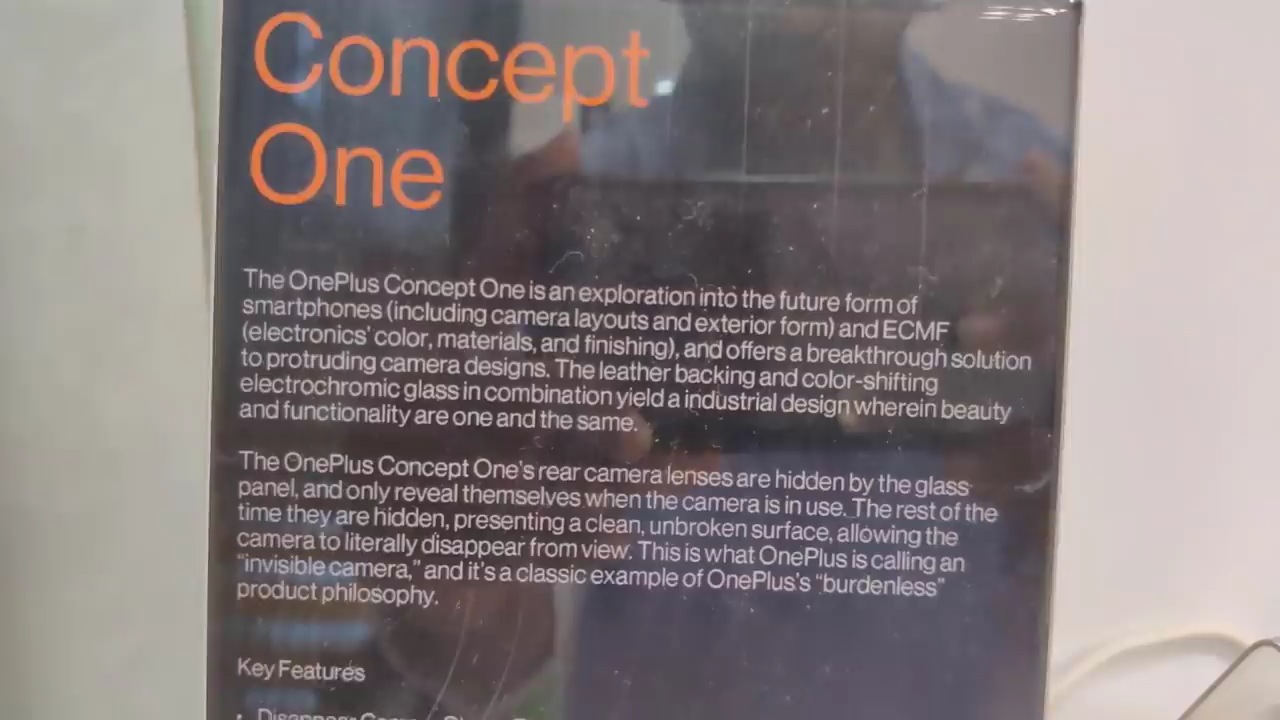 Concept
One
The OnePlus Concept One is an exploration into the future form of
smartphones (including camera layouts and exterior form) and ECMF
(electronics' color, materials, and finishing), and offers a breakthrough solution
to protruding camera designs. The leather backing and color-shifting
electrochromic glass in combination yield a industrial design wherein beauty
and functionality are one and the same.
The OnePlus Concept One's rear camera lenses are hidden by the glass
panel, and only reveal themselves when the camera is in use. The rest of the
time they are hidden, presenting a clean, unbroken surface, allowing the
camera to literally disappear from view. This is what OnePlus is calling an
"invisible camera," and it's a classic example of OnePlus's "burdenless"
product philosophy.
Key Features